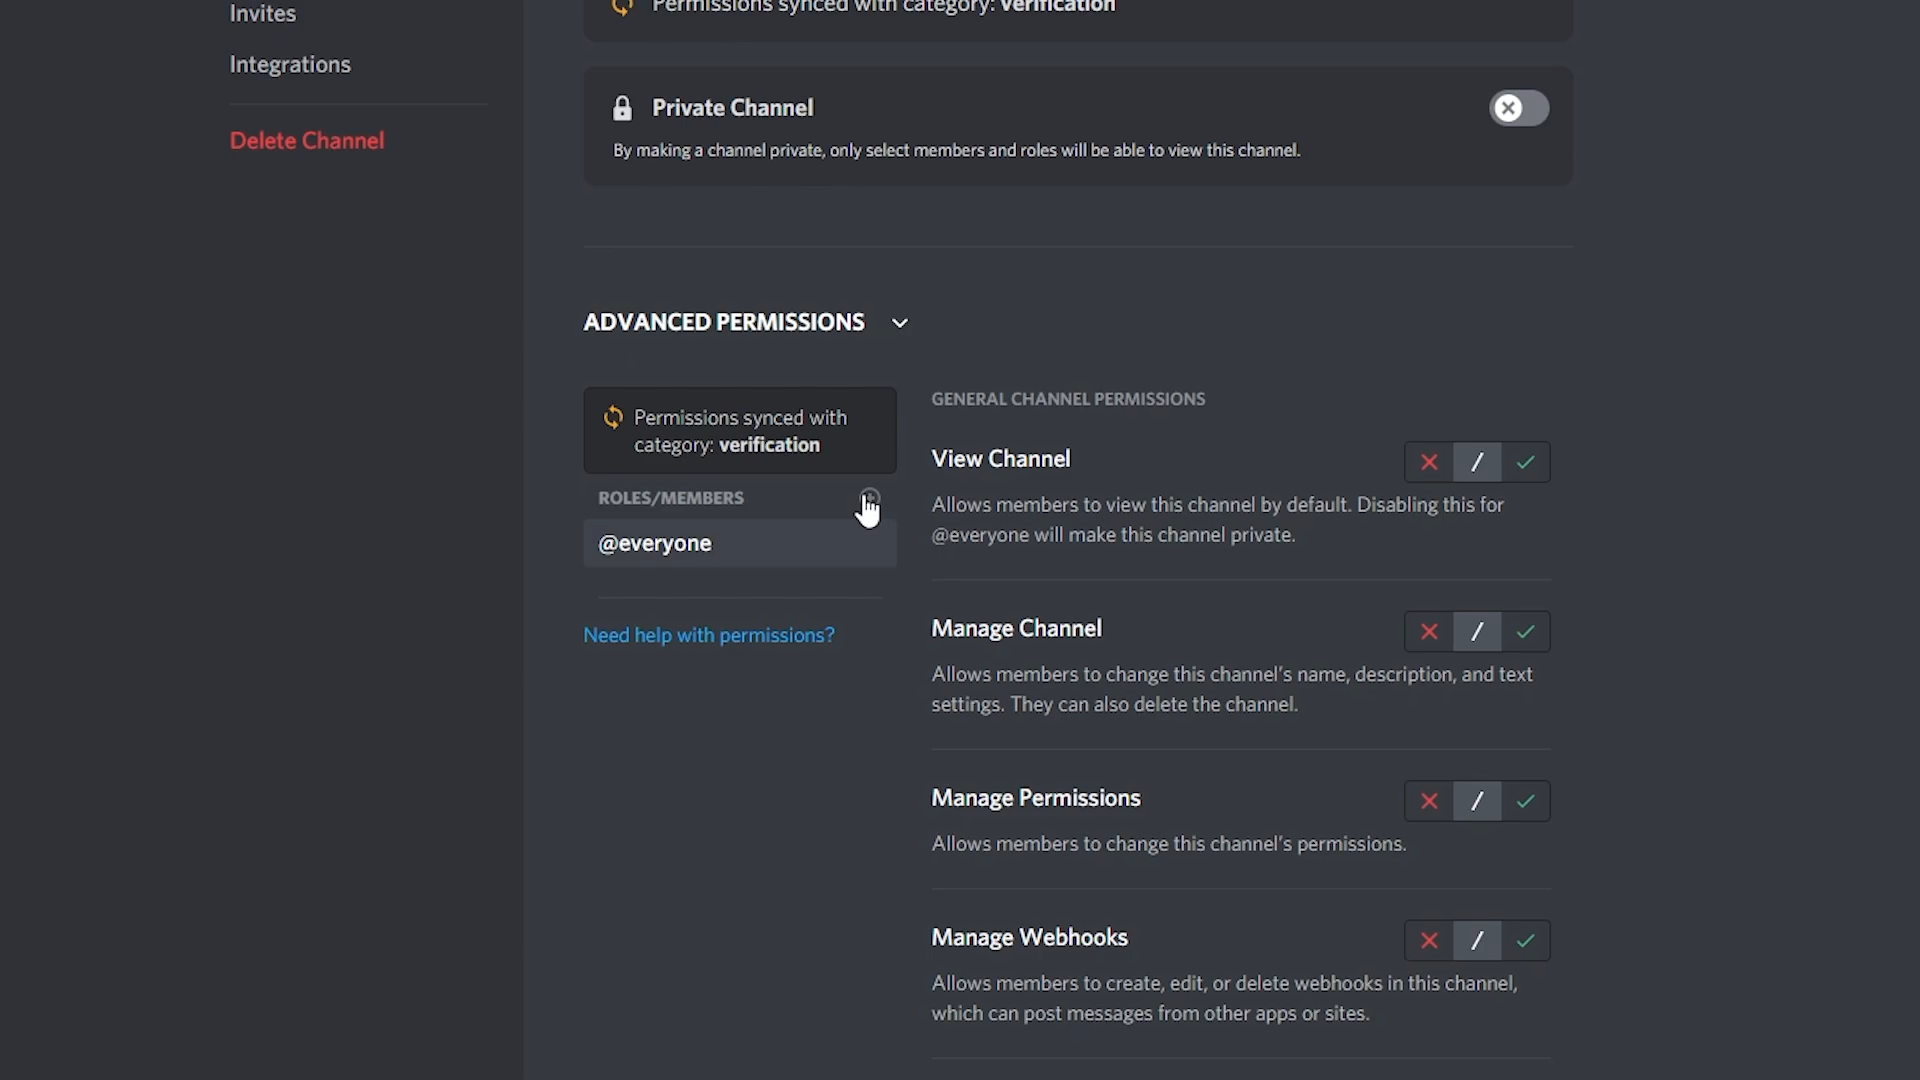 Invites
Integrations
Delete Channel
Permissions synced with category: verification
Private Channel
By making a channel private, only select members and roles will be able to view this channel.
ADVANCED PERMISSIONS
Permissions synced with
category: verification
ROLES/MEMBERS
@everyone
Need help with permissions?
GENERAL CHANNEL PERMISSIONS
View Channel
Allows members to view this channel by default. Disabling this for
@everyone will make this channel private.
Manage Channel
Allows members to change this channel's name, description, and text
settings. They can also delete the channel.
Manage Permissions
Allows members to change this channel's permissions.
Manage Webhooks
Allows members to create, edit, or delete webhooks in this channel,
which can post messages from other apps or sites.